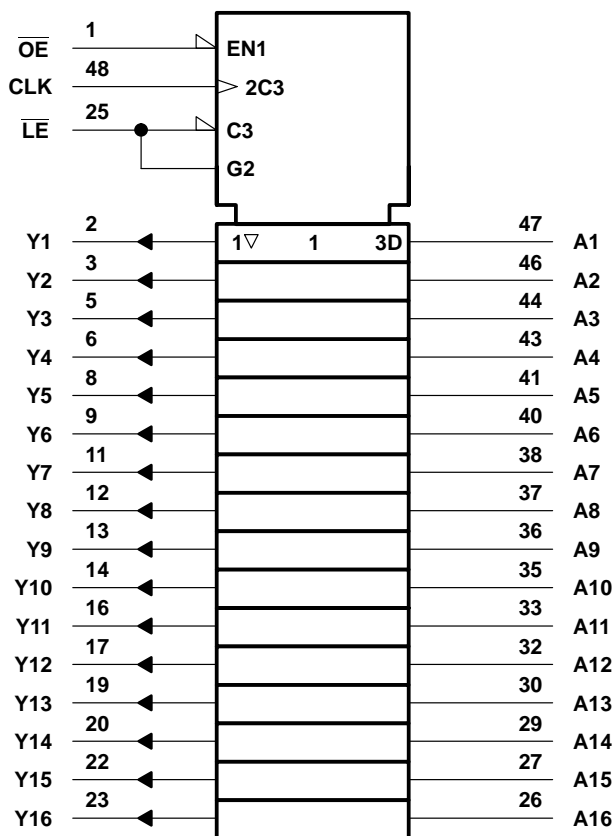 OE 1 EN1
CLK 48 2C3
LE 25 C3
G2
Y1 2 1▽ 1 3D 47 A1
Y2 3 46 A2
Y3 5 44 A3
Y4 6 43 A4
Y5 8 41 A5
Y6 9 40 A6
Y7 11 38 A7
Y8 12 37 A8
Y9 13 36 A9
Y10 14 35 A10
Y11 16 33 A11
Y12 17 32 A12
Y13 19 30 A13
Y14 20 29 A14
Y15 22 27 A15
Y16 23 26 A16